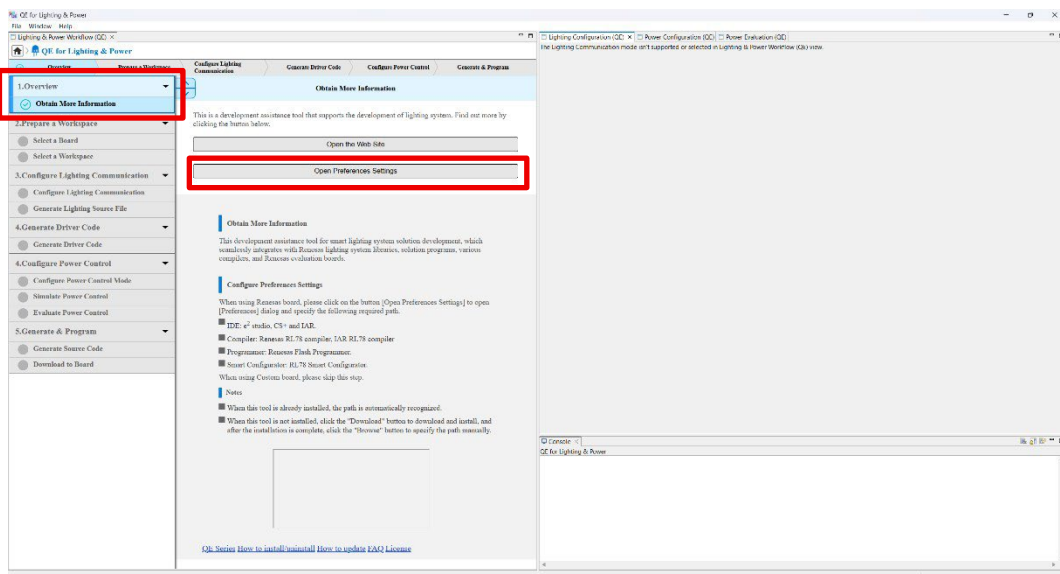 QE for Lighting & Power
File Window Help
Lighting & Power Workflow (QE)
QE for Lighting & Power
Overview Prepare a Workspace Configure Lighting Communication Generate Driver Code Configure Power Control Generate & Program
1.Overview
Obtain More Information
2.Prepare a Workspace
Select a Board
Select a Workspace
3.Configure Lighting Communication
Configure Lighting Communication
Generate Lighting Source File
4.Generate Driver Code
Generate Driver Code
4.Configure Power Control
Configure Power Control Mode
Simulate Power Control
Evaluate Power Control
5.Generate & Program
Generate Source Code
Download to Board
Obtain More Information
This is a development assistance tool that supports the development of lighting system. Find out more by
clicking the button below.
Open the Web Site
Open Preferences Settings
Obtain More Information
This development assistance tool for smart lighting system solution development, which
seamlessly integrates with Renesas lighting system libraries, solution programs, various
compilers, and Renesas evaluation boards.
Configure Preferences Settings
When using Renesas board, please click on the button [Open Preferences Settings] to open
[Preferences] dialog and specify the following required path.
IDE: e² studio, CS+ and IAR.
Compiler: Renesas RL78 compiler, IAR RL78 compiler
Programmer: Renesas Flash Programmer.
Smart Configurator: RL78 Smart Configurator.
When using Custom board, please skip this step.
Notes
When this tool is already installed, the path is automatically recognized.
When this tool is not installed, click the "Download" button to download and install, and
after the installation is complete, click the "Browse" button to specify the path manually.
QE Series How to install/uninstall How to update FAQ License
Lighting Configuration (QE) Power Configuration (QE) Power Evaluation (QE)
The Lighting Communication mode isn't supported or selected in Lighting & Power Workflow (QE) view.
Console
QE for Lighting & Power